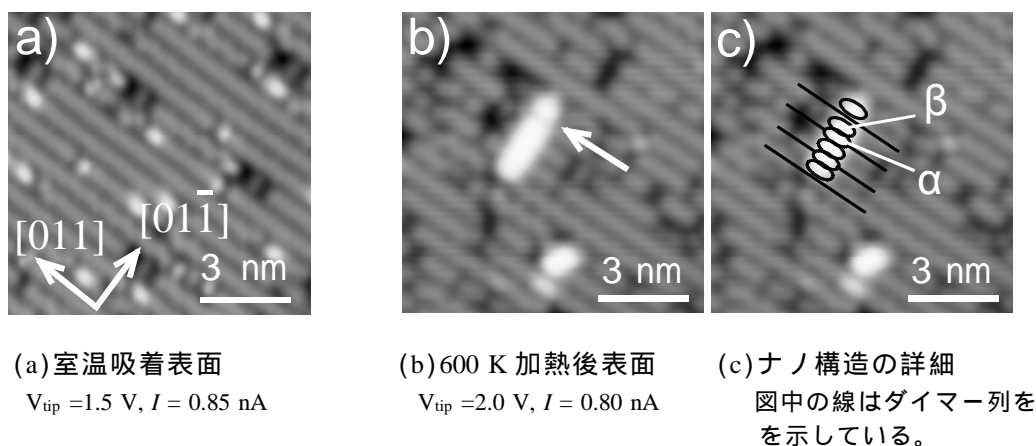 a)
[011]
[01̅1]
3 nm
b)
3 nm
c)
β
α
3 nm
(a)室温吸着表面
Vtip =1.5 V, I = 0.85 nA
(b)600 K 加熱後表面
Vtip =2.0 V, I = 0.80 nA
(c)ナノ構造の詳細
図中の線はダイマー列を
を示している。